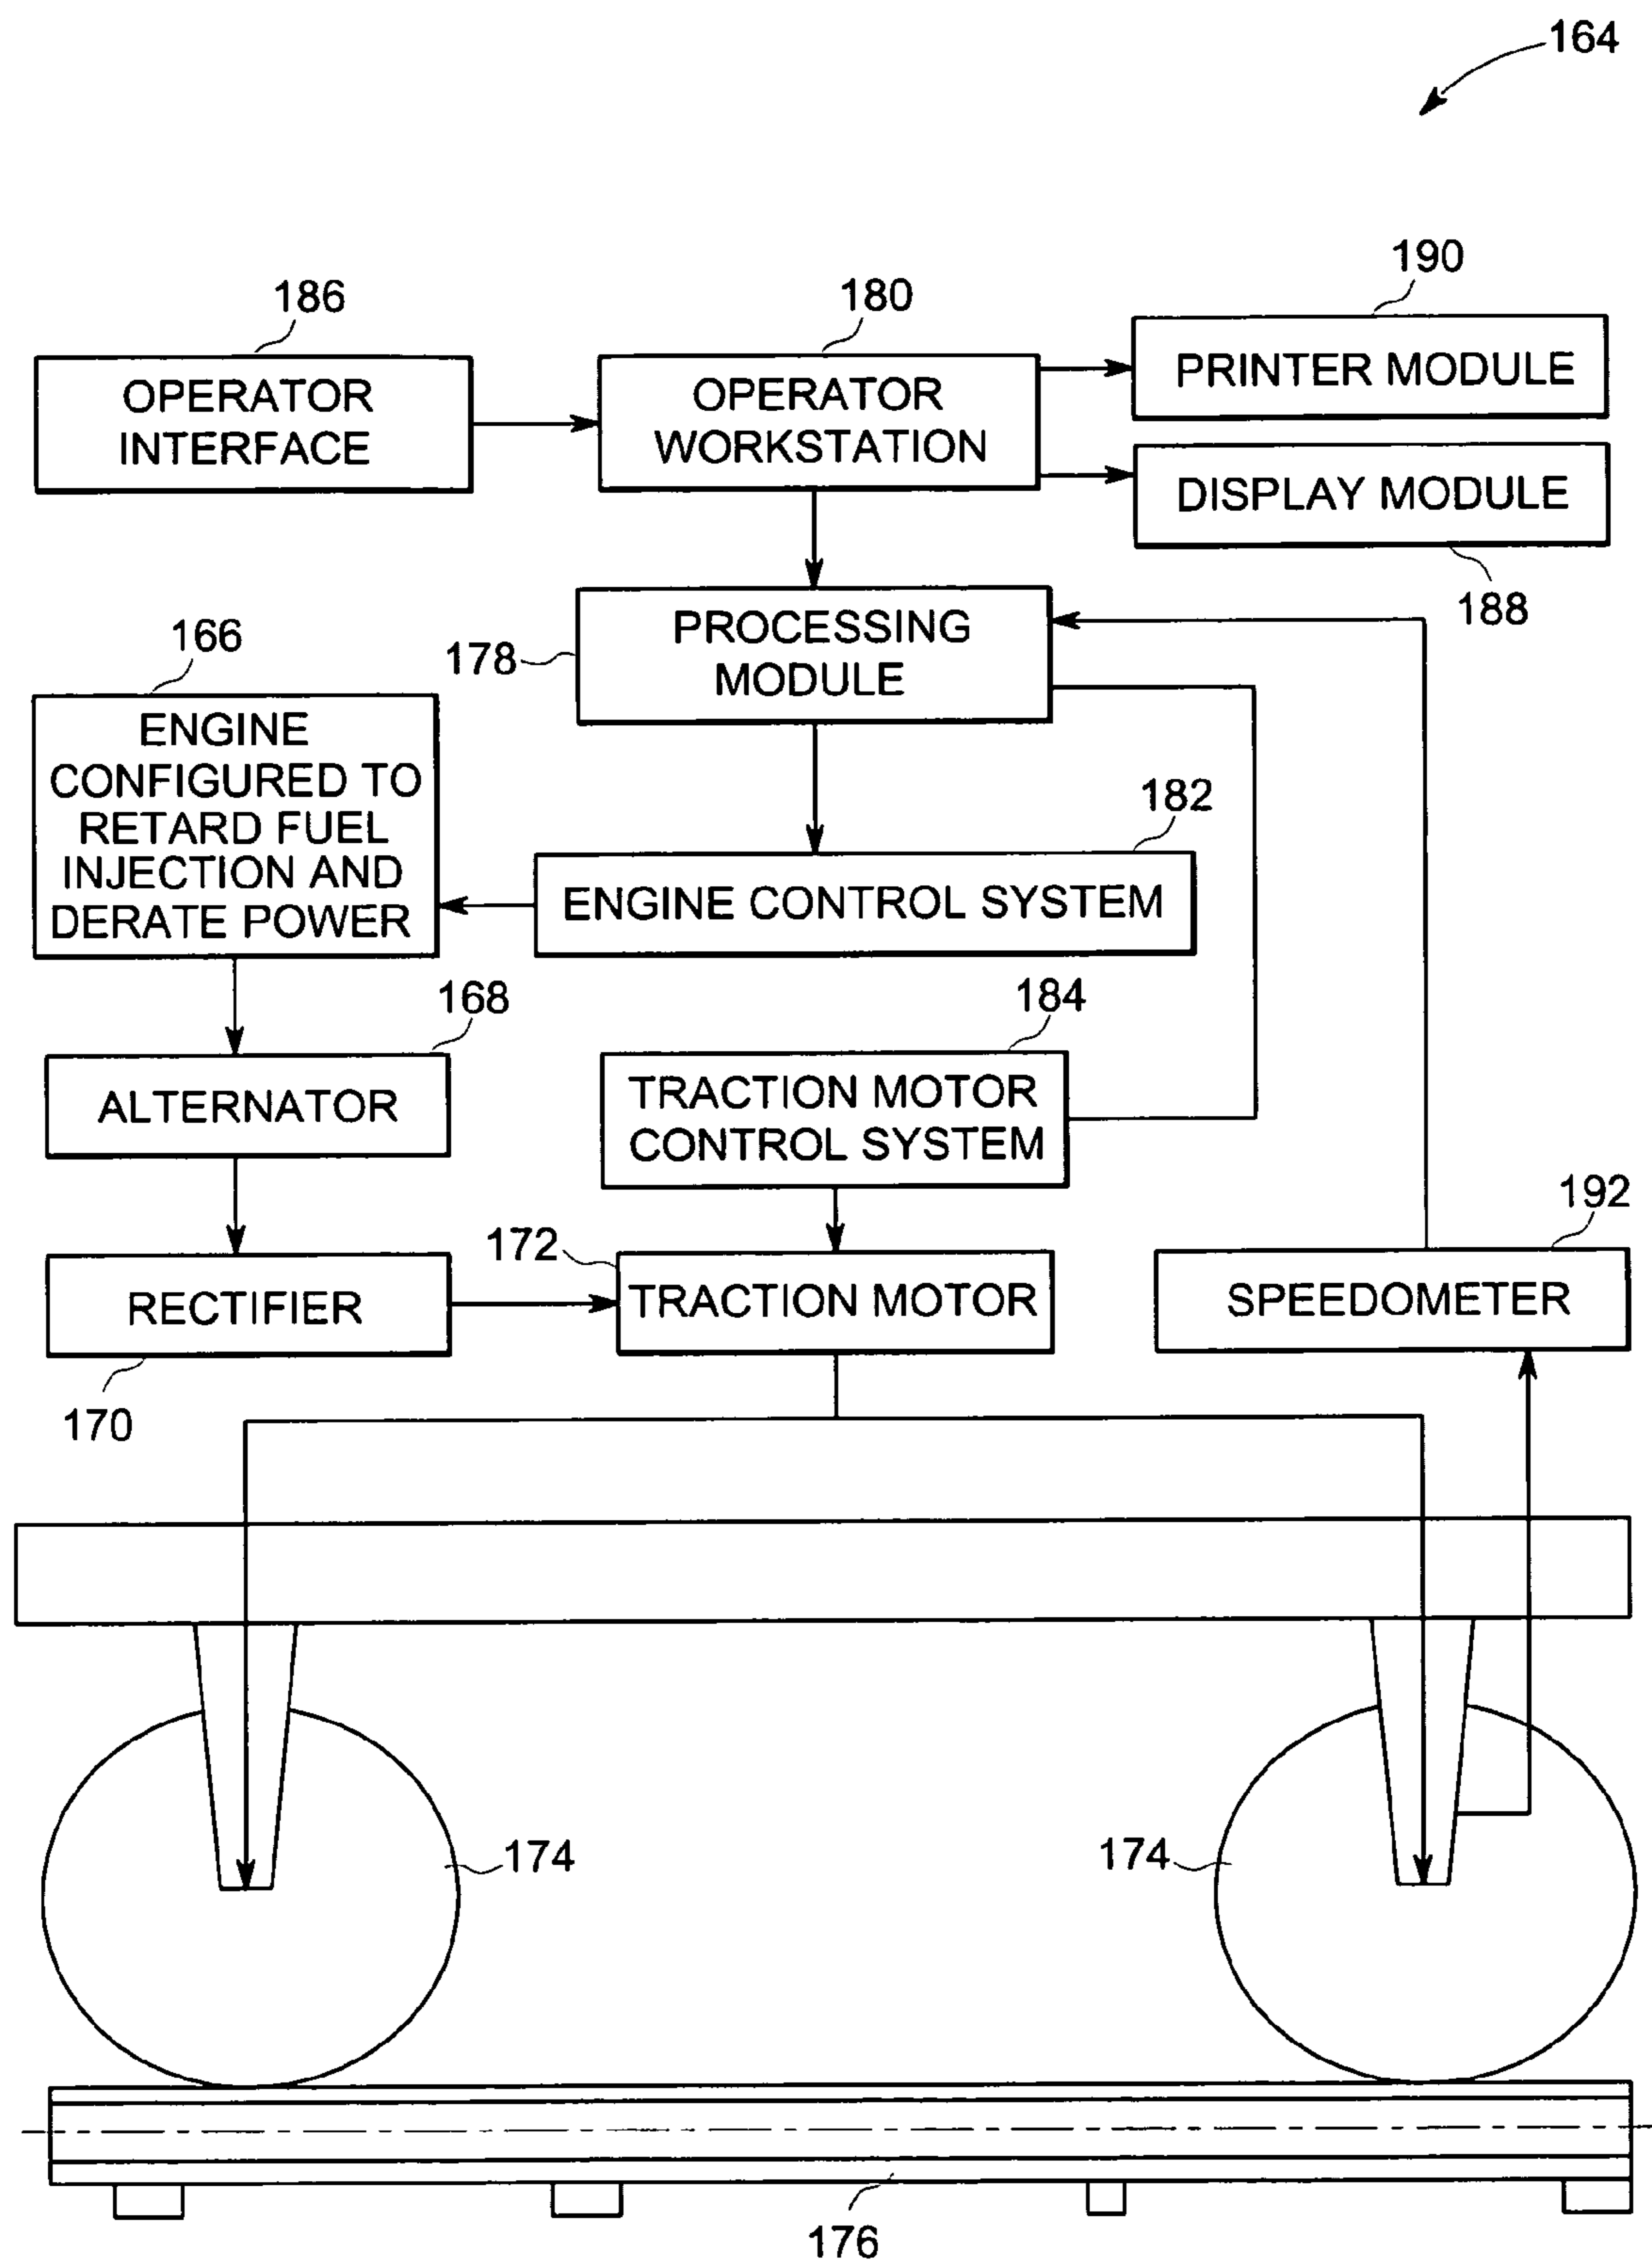 164
190
186
180
PRINTER MODULE
OPERATOR
INTERFACE
OPERATOR
WORKSTATION
DISPLAY MODULE
188
166
178
PROCESSING
MODULE
ENGINE
CONFIGURED TO
RETARD FUEL
INJECTION AND
DERATE POWER
182
ENGINE CONTROL SYSTEM
168
184
ALTERNATOR
TRACTION MOTOR
CONTROL SYSTEM
192
172
RECTIFIER
TRACTION MOTOR
SPEEDOMETER
170
174
174
176